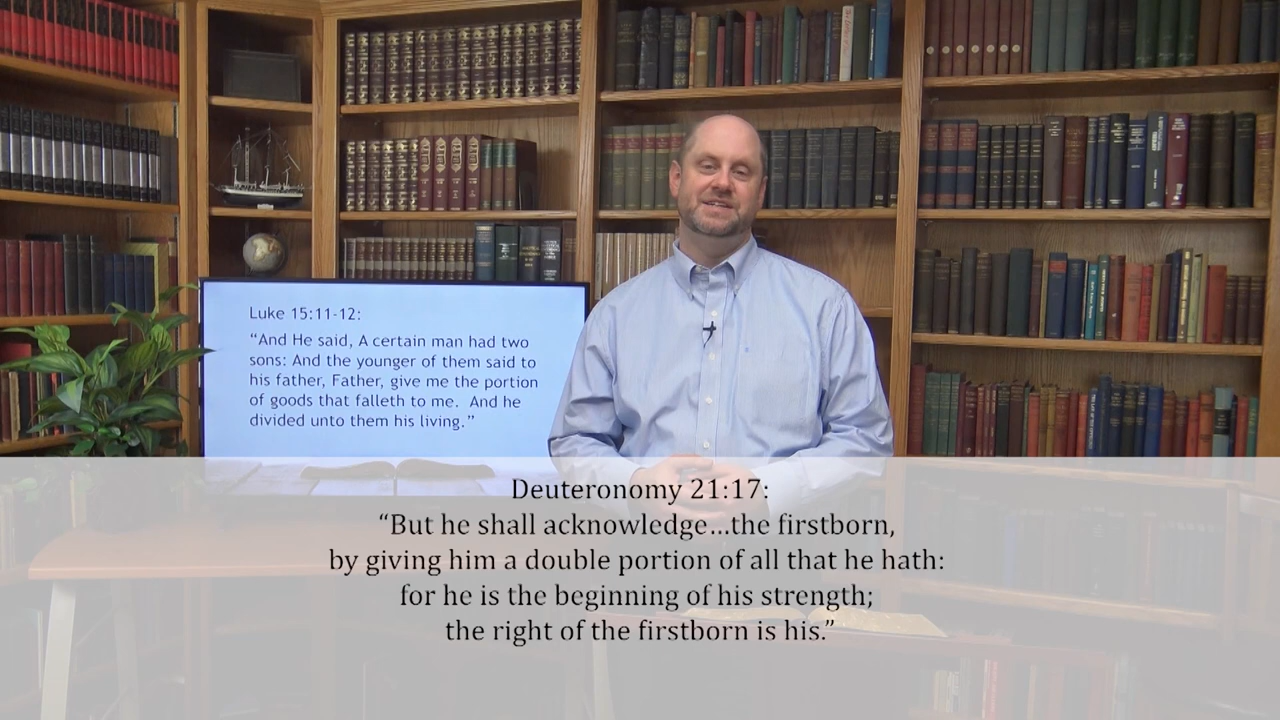 Luke 15:11-12:
“And He said, A certain man had two
sons: And the younger of them said to
his father, Father, give me the portion
of goods that falleth to me.  And he
divided unto them his living.”
Deuteronomy 21:17:
“But he shall acknowledge…the firstborn,
by giving him a double portion of all that he hath:
for he is the beginning of his strength;
the right of the firstborn is his.”